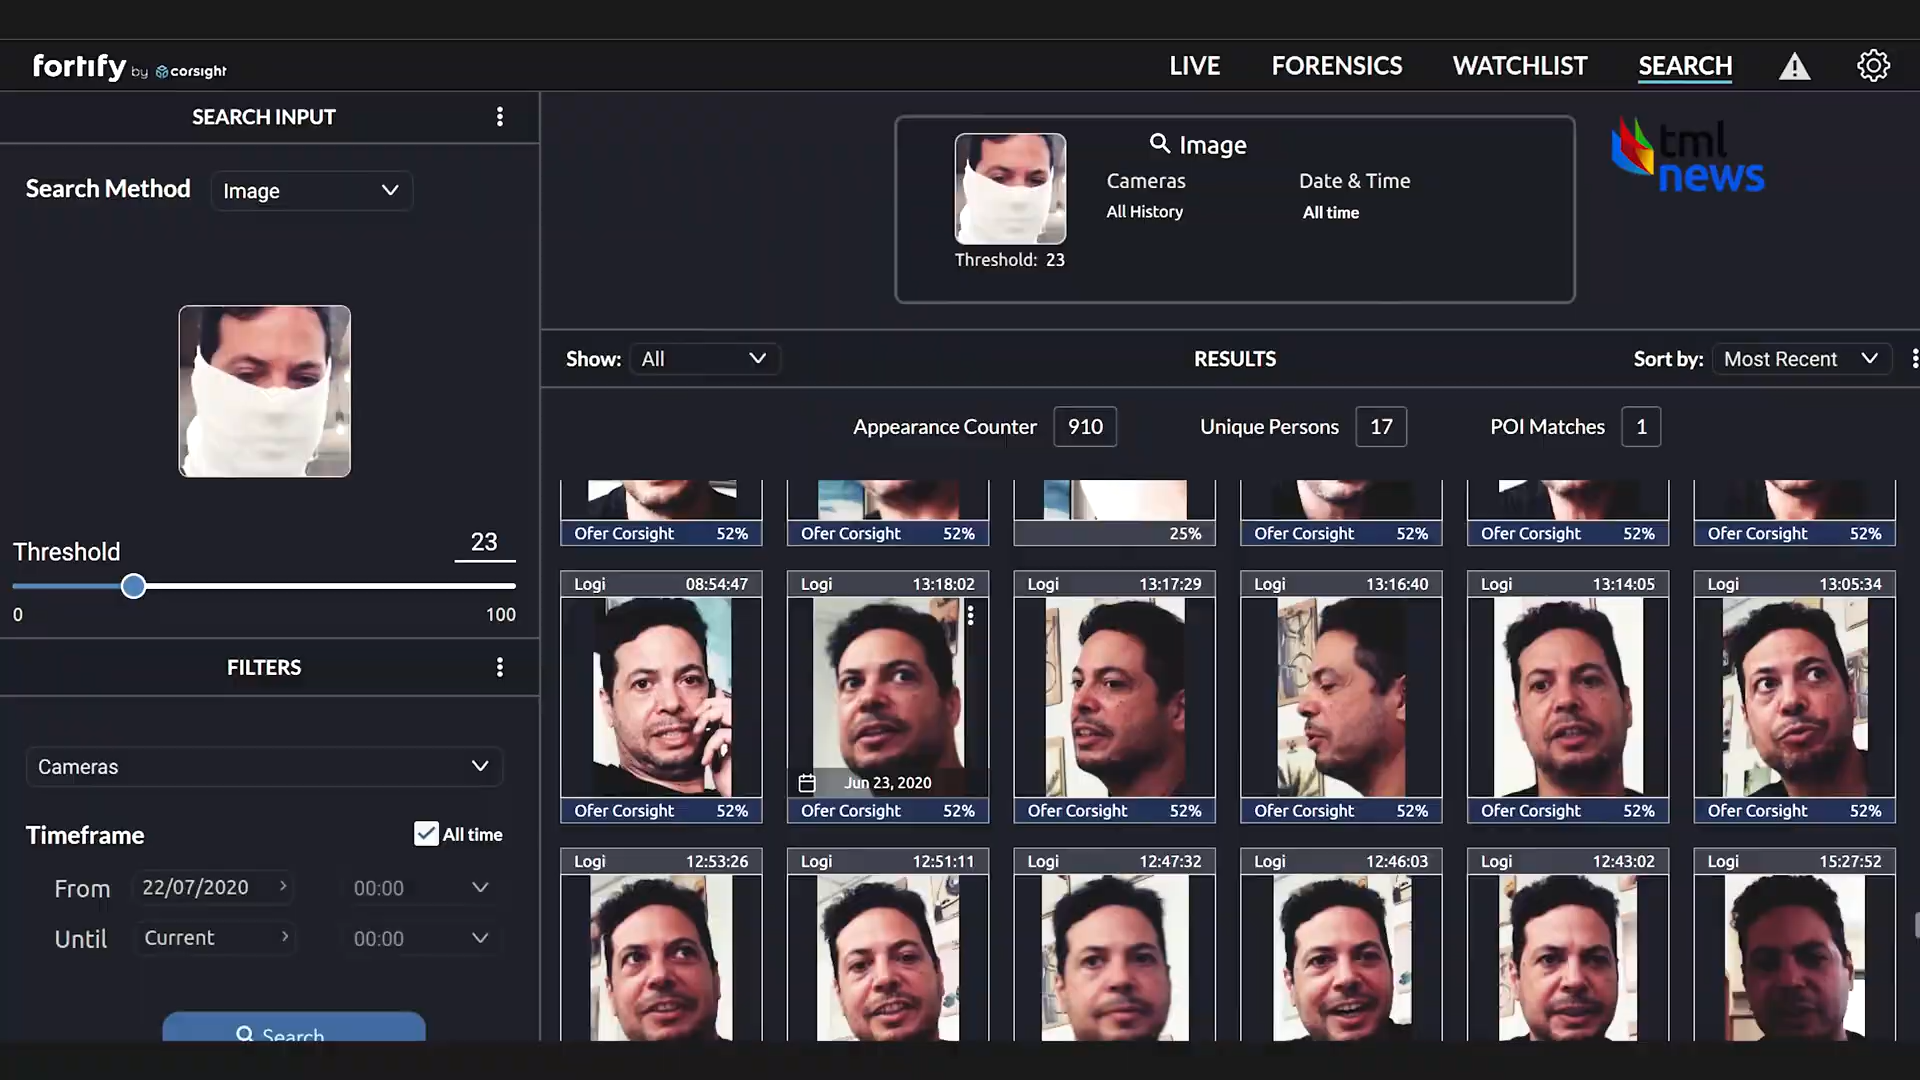 fortify by corsight
LIVE FORENSICS WATCHLIST SEARCH
SEARCH INPUT
Search Method Image
Threshold 23
0 100
FILTERS
Cameras
Timeframe All time
From 22/07/2020 00:00
Until Current 00:00
Search
Image
Cameras Date & Time
All History All time
Threshold: 23
tml
news
Show: All RESULTS Sort by: Most Recent
Appearance Counter 910 Unique Persons 17 POI Matches 1
Ofer Corsight 52% Ofer Corsight 52% 25% Ofer Corsight 52% Ofer Corsight 52% Ofer Corsight 52%
Logi 08:54:47 Logi 13:18:02 Logi 13:17:29 Logi 13:16:40 Logi 13:14:05 Logi 13:05:34
Jun 23, 2020
Ofer Corsight 52% Ofer Corsight 52% Ofer Corsight 52% Ofer Corsight 52% Ofer Corsight 52% Ofer Corsight 52%
Logi 12:53:26 Logi 12:51:11 Logi 12:47:32 Logi 12:46:03 Logi 12:43:02 Logi 15:27:52